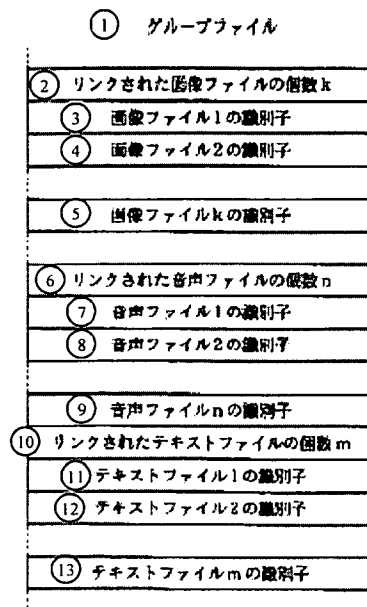 ① グループファイル
② リンクされた画像ファイルの個数k
③ 画像ファイル1の識別子
④ 画像ファイル2の識別子
⑤ 画像ファイルkの識別子
⑥ リンクされた音声ファイルの個数n
⑦ 音声ファイル1の識別子
⑧ 音声ファイル2の識別子
⑨ 音声ファイルnの識別子
⑩ リンクされたテキストファイルの個数m
⑪ テキストファイル1の識別子
⑫ テキストファイル2の識別子
⑬ テキストファイルmの識別子